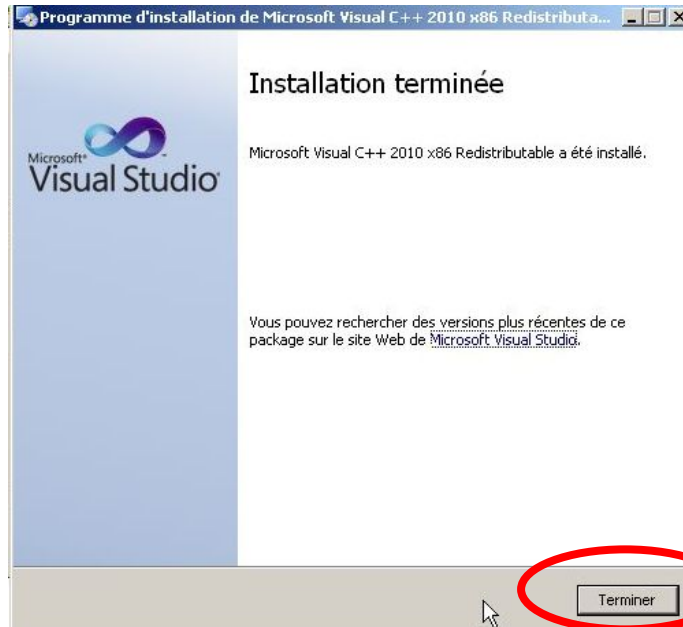 Programme d'installation de Microsoft Visual C++ 2010 x86 Redistributa...
Installation terminée
Microsoft Visual C++ 2010 x86 Redistributable a été installé.
Microsoft®
Visual Studio
Vous pouvez rechercher des versions plus récentes de ce
package sur le site Web de Microsoft Visual Studio.
Terminer